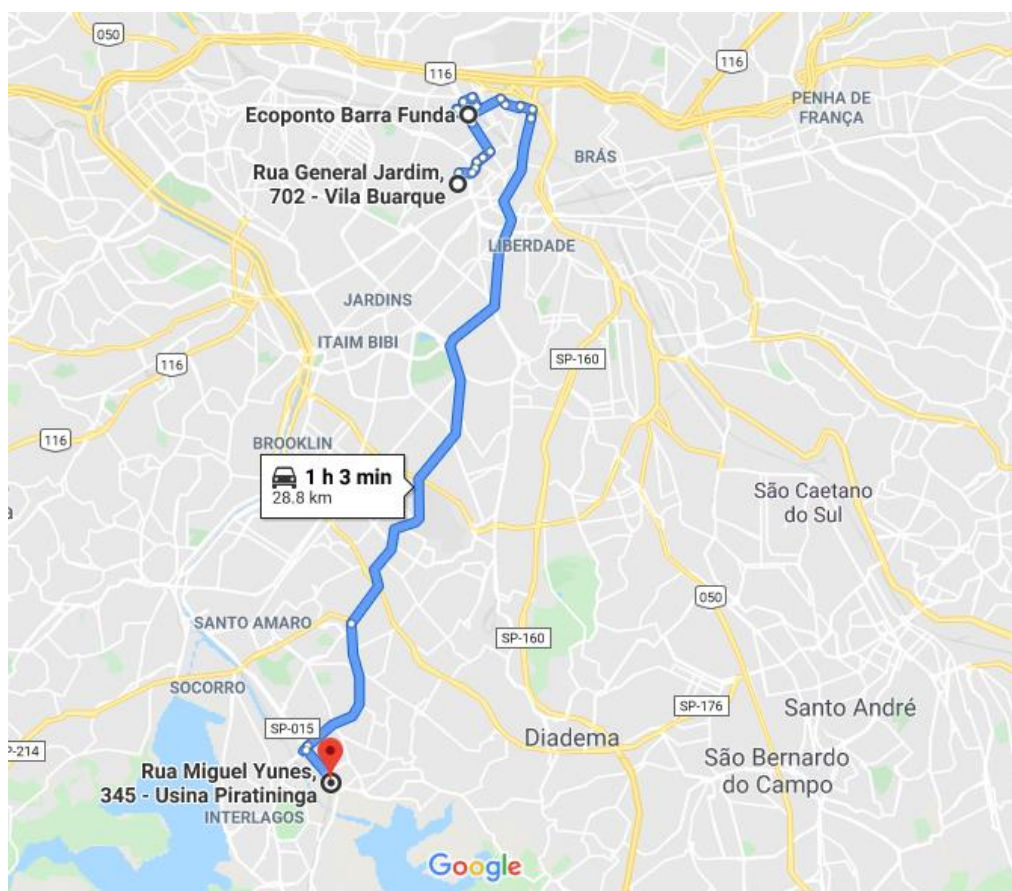 050
116
116
PENHA DE
FRANÇA
Ecoponto Barra Funda
BRÁS
Rua General Jardim,
702 - Vila Buarque
LIBERDADE
JARDINS
ITAIM BIBI
116
SP-160
116
BROOKLIN
1 h 3 min
28.8 km
São Caetano
do Sul
050
SANTO AMARO
SP-160
SOCORRO
SP-176
Santo André
SP-015
Diadema
P-214
São Bernardo
do Campo
Rua Miguel Yunes,
345 - Usina Piratininga
INTERLAGOS
Google